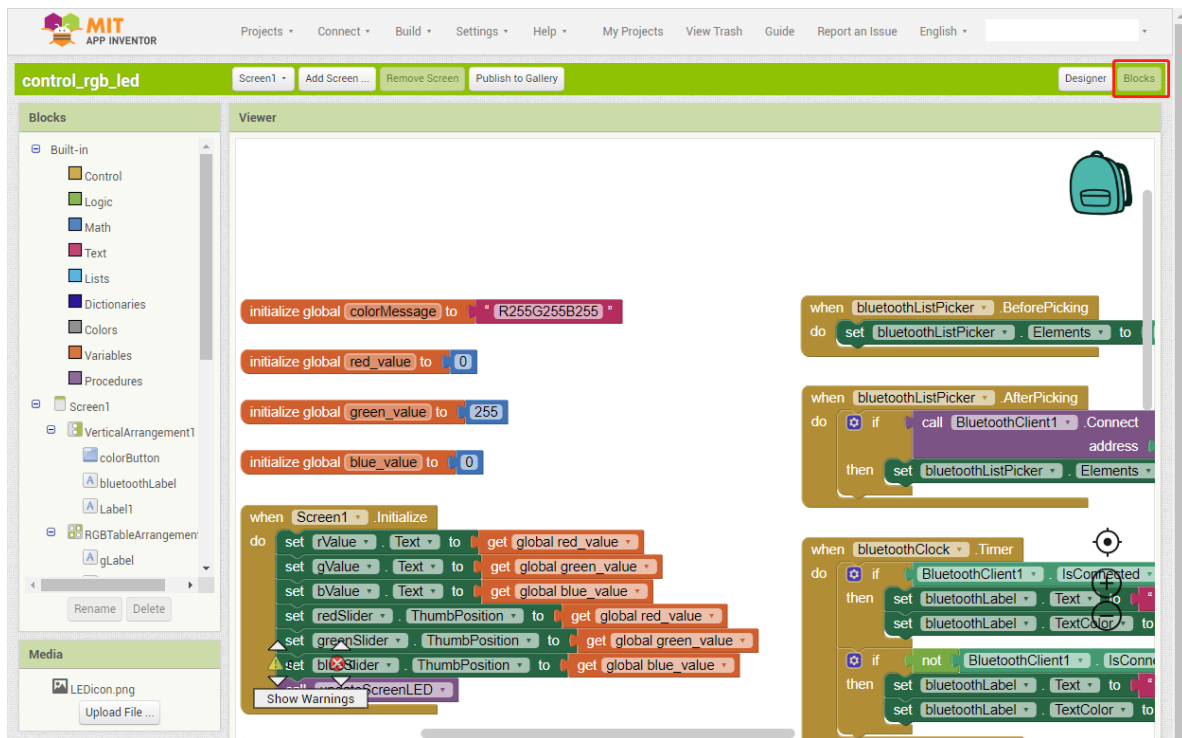 MIT
APP INVENTOR
Projects Connect Build Settings Help My Projects View Trash Guide Report an Issue English
control_rgb_led
Screen1 Add Screen ... Remove Screen Publish to Gallery Designer Blocks
Blocks
Built-in
Control
Logic
Math
Text
Lists
Dictionaries
Colors
Variables
Procedures
Screen1
VerticalArrangement1
colorButton
bluetoothLabel
Label1
RGBTableArrangemen
gLabel
Rename Delete
Media
LEDicon.png
Upload File ...
Viewer
initialize global colorMessage to " R255G255B255 "
initialize global red_value to 0
initialize global green_value to 255
initialize global blue_value to 0
when Screen1 .Initialize
do set rValue . Text to get global red_value
set gValue . Text to get global green_value
set bValue . Text to get global blue_value
set redSlider . ThumbPosition to get global red_value
set greenSlider . ThumbPosition to get global green_value
set blueSlider . ThumbPosition to get global blue_value
call updateScreenLED
Show Warnings
when bluetoothListPicker .BeforePicking
do set bluetoothListPicker . Elements to
when bluetoothListPicker .AfterPicking
do if call BluetoothClient1 .Connect
address
then set bluetoothListPicker . Elements
when bluetoothClock .Timer
do if BluetoothClient1 . IsConnected
then set bluetoothLabel . Text to "
set bluetoothLabel . TextColor to
if not BluetoothClient1 . IsConn
then set bluetoothLabel . Text to "
set bluetoothLabel . TextColor to